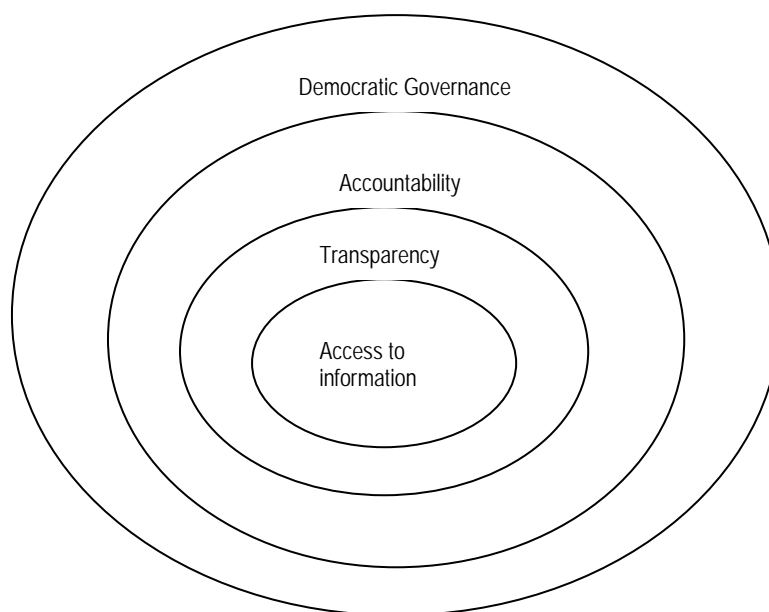 Democratic Governance
Accountability
Transparency
Access to
information